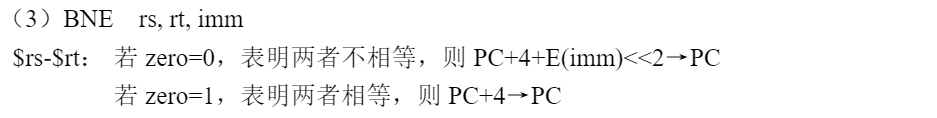 （3）BNE rs, rt, imm
$rs-$rt： 若 zero=0，表明两者不相等，则 PC+4+E(imm)<<2→PC
若 zero=1，表明两者相等，则 PC+4→PC